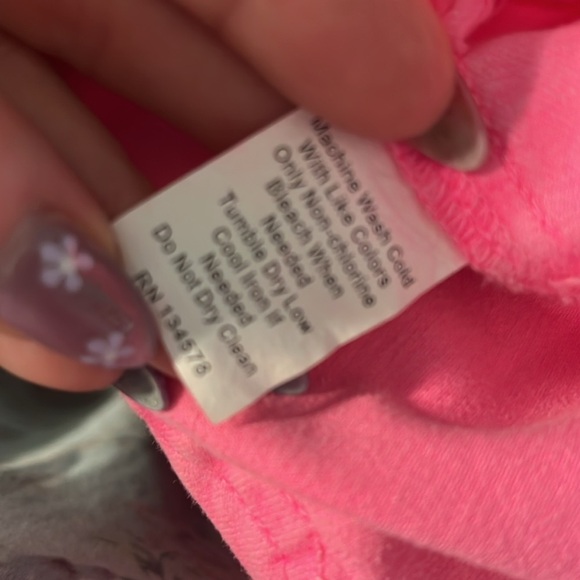 Machine Wash Cold
With Like Colors
Only Non-chlorine
Bleach When
Needed
Tumble Dry Low
Cool Iron If
Needed
Do Not Dry Clean
RN 134576